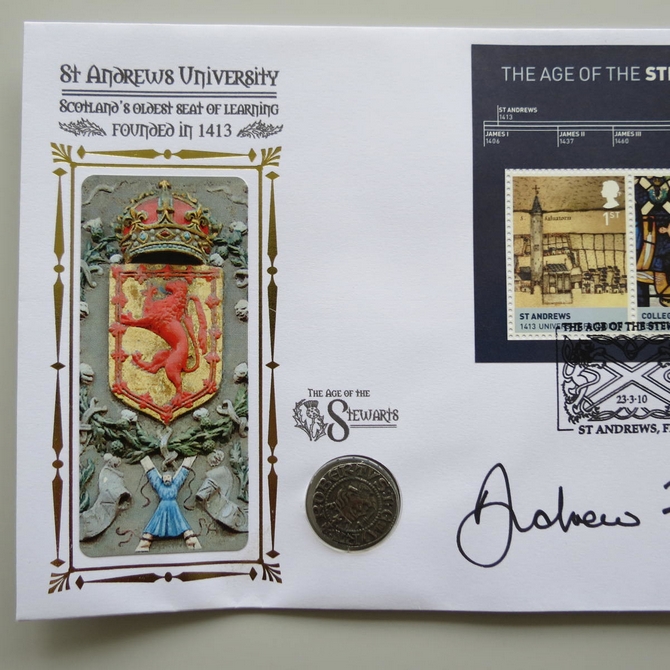 St Andrews University
Scotland's oldest seat of learning
founded in 1413
THE AGE OF THE STE
ST ANDREWS
1413
JAMES I
1406
JAMES II
1437
JAMES III
1460
1ST
ST ANDREWS
1413 UNIV
COLLEG
THE AGE OF THE STE
23-3-10
ST ANDREWS, F
The Age of the
Stewarts
Andrew